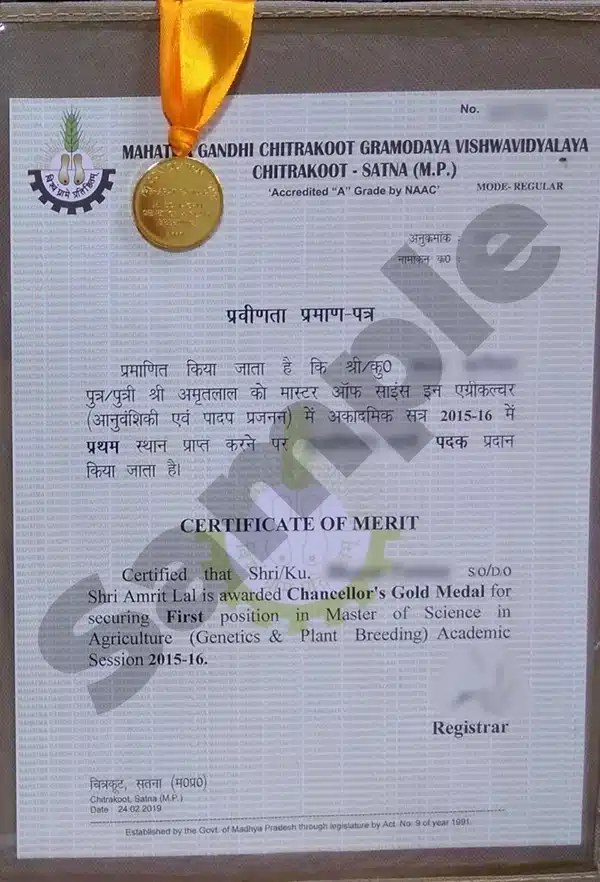 No.
MAHAT GANDHI CHITRAKOOT GRAMODAYA VISHWAVIDYALAYA
CHITRAKOOT - SATNA (M.P.)
'Accredited "A" Grade by NAAC'
MODE- REGULAR
विश्वं ग्रामे प्रतिष्ठितम्
अनुक्रमांक :
नामांकन क्र0 :
प्रवीणता प्रमाण-पत्र
प्रमाणित किया जाता है कि श्री/कु0
पुत्र/पुत्री श्री अमृतलाल को मास्टर ऑफ साइंस इन एग्रीकल्चर
(आनुवंशिकी एवं पादप प्रजनन) में अकादमिक सत्र 2015-16 में
प्रथम स्थान प्राप्त करने पर पदक प्रदान
किया जाता है।
Sample
CERTIFICATE OF MERIT
Certified that Shri/Ku. S0/D.O
Shri Amrit Lal is awarded Chancellor's Gold Medal for
securing First position in Master of Science in
Agriculture (Genetics & Plant Breeding) Academic
Session 2015-16.
Registrar
चित्रकूट, सतना (म0प्र0)
Chitrakoot, Satna (M.P.)
Date : 24.02.2019
Established by the Govt. of Madhya Pradesh through legislature by Act. No. 9 of year 1991.